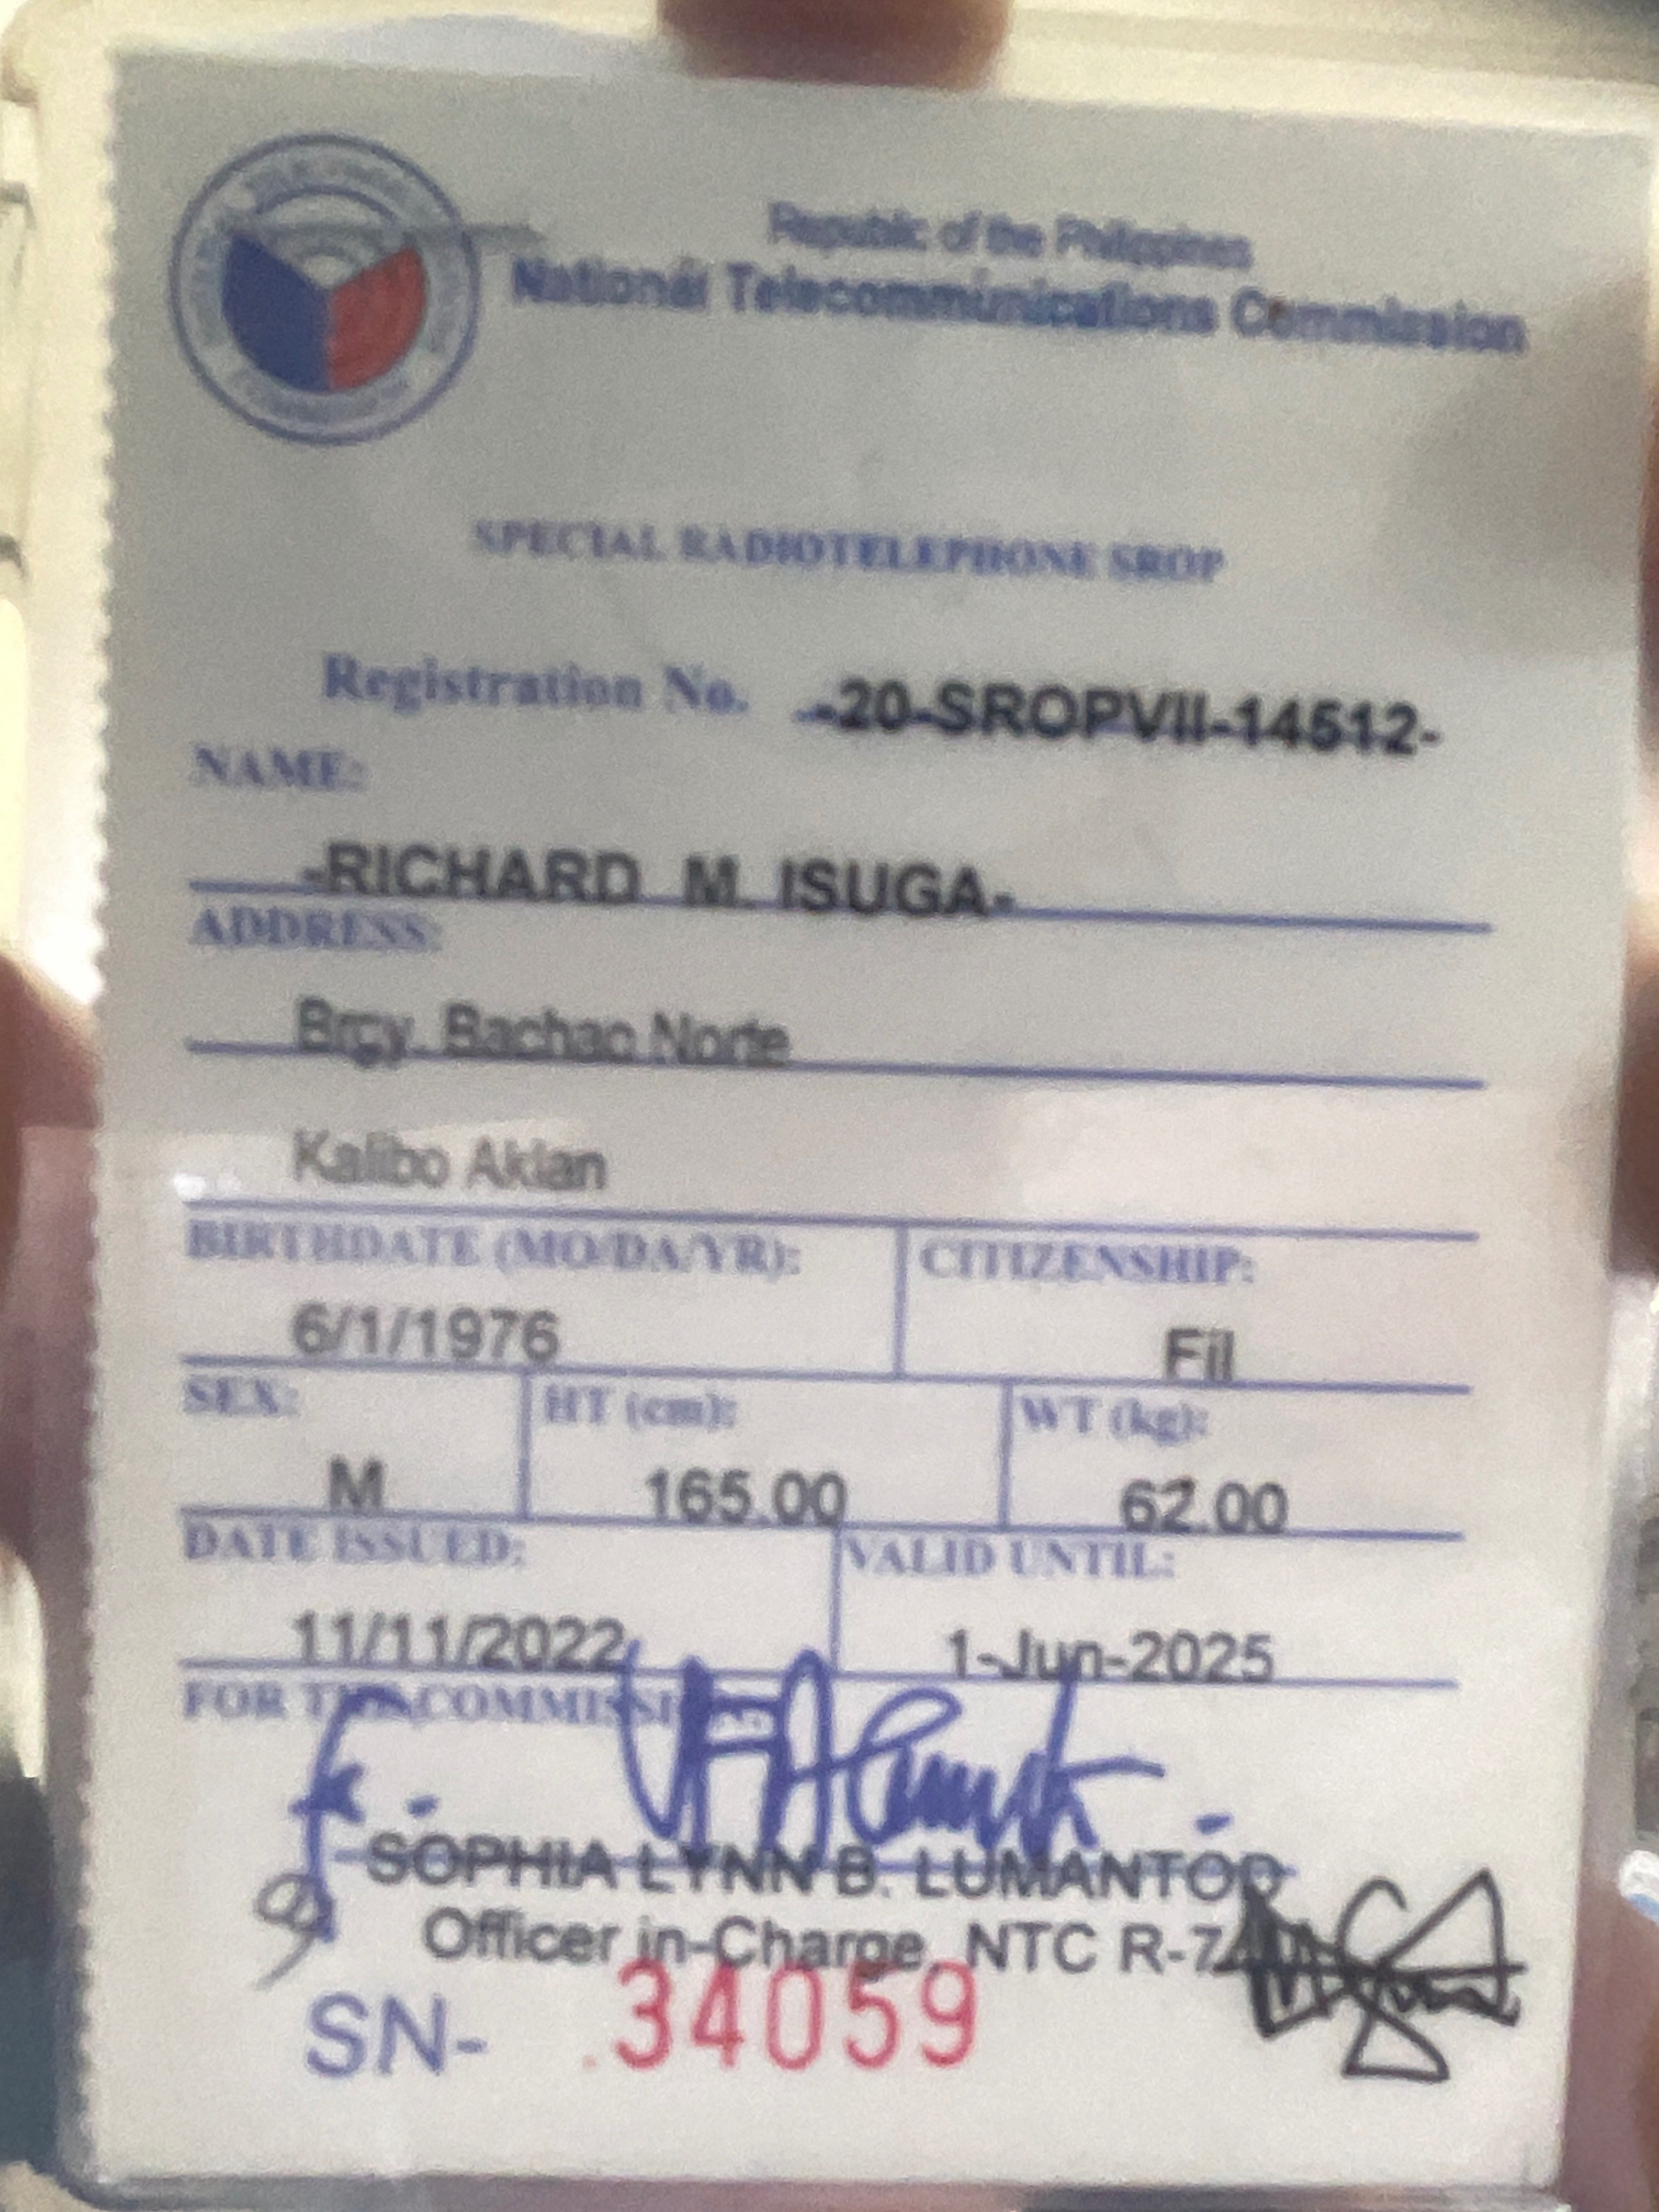 Republic of the Philippines
National Telecommunications Commission
SPECIAL RADIOTELEPHONE SROP
Registration No. -20-SROPVII-14512-
NAME:
-RICHARD M. ISUGA-
ADDRESS:
Brgy. Bachao Norte
Kalibo Aklan
BIRTHDATE (MO/DA/YR): CITIZENSHIP:
6/1/1976 Fil
SEX: HT (cm): WT (kg):
M 165.00 62.00
DATE ISSUED: VALID UNTIL:
11/11/2022 1-Jun-2025
FOR THE COMMISSION
SOPHIA LYNN B. LUMANTOD
Officer in-Charge, NTC R-7
SN- 34059